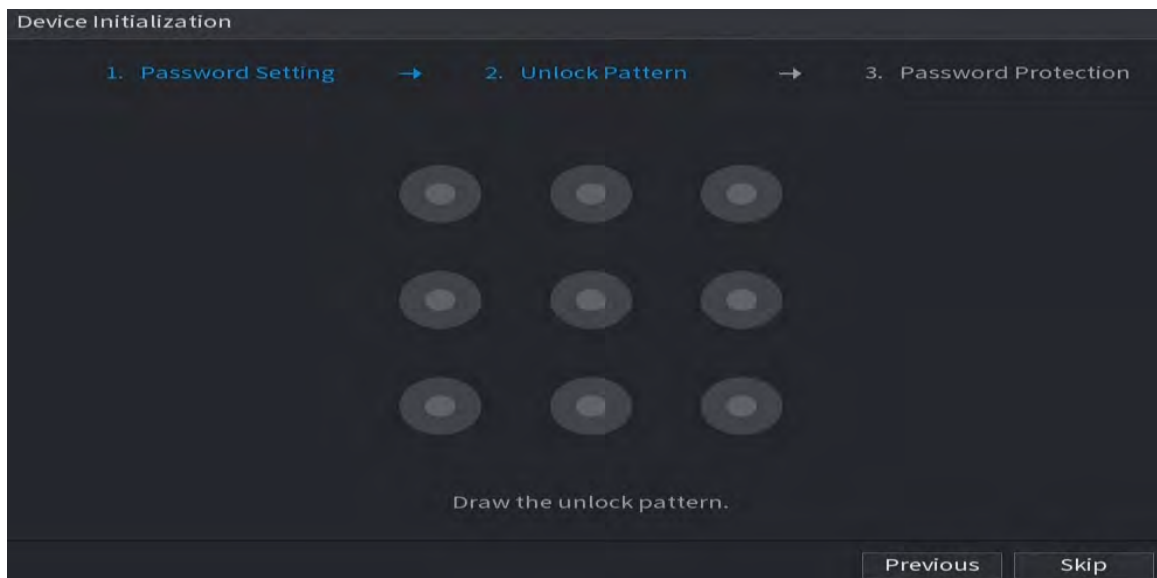 Device Initialization
1. Password Setting → 2. Unlock Pattern → 3. Password Protection
Draw the unlock pattern.
Previous Skip